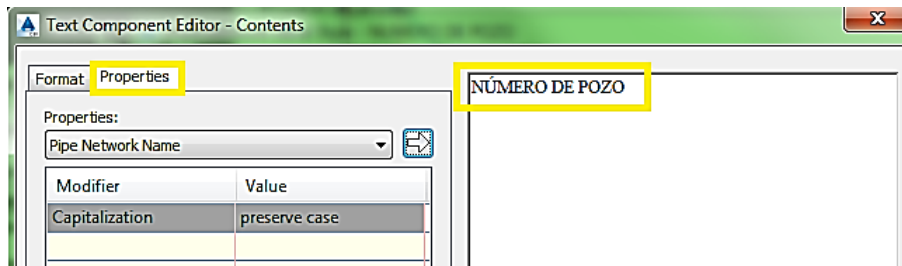 Text Component Editor - Contents
Format
Properties
NÚMERO DE POZO
Properties:
Pipe Network Name
Modifier
Value
Capitalization
preserve case